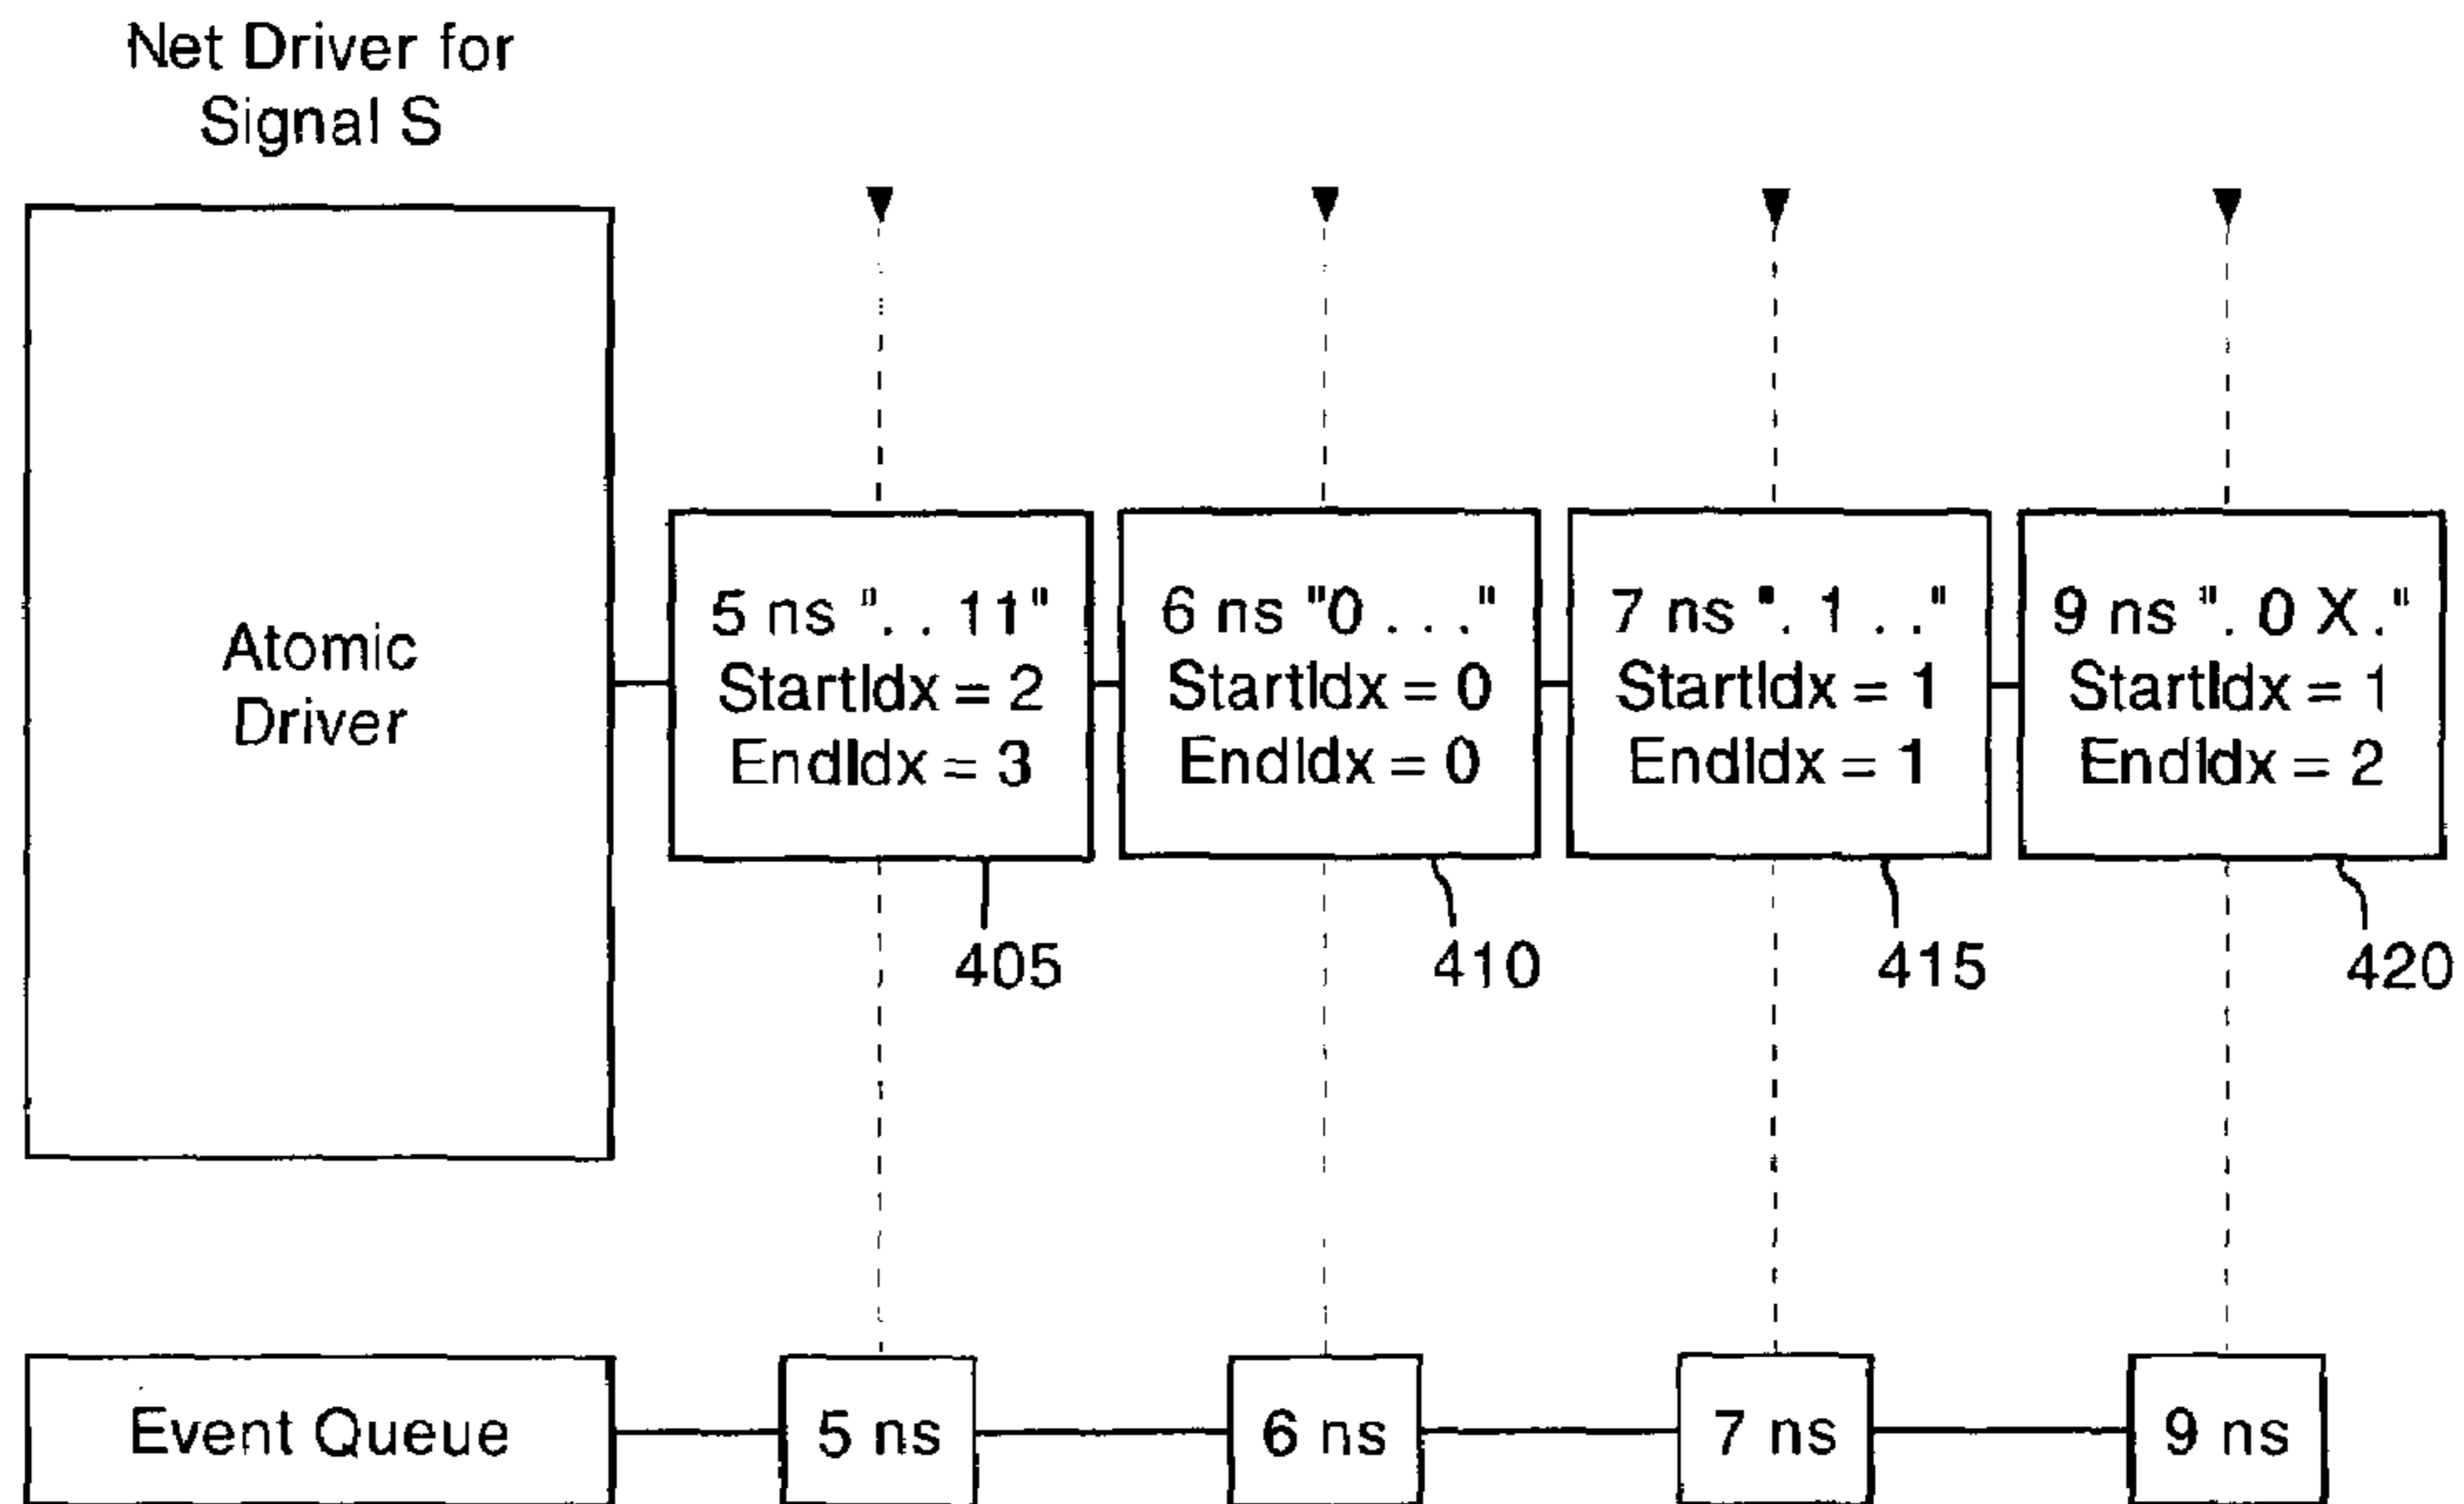 Net Driver for
Signal S
Atomic
Driver
5 ns ". . 11"
StartIdx = 2
EndIdx = 3
6 ns "0 . . ."
StartIdx = 0
EndIdx = 0
7 ns ". 1 . ."
StartIdx = 1
EndIdx = 1
9 ns ". 0 X ."
StartIdx = 1
EndIdx = 2
405
410
415
420
Event Queue
5 ns
6 ns
7 ns
9 ns